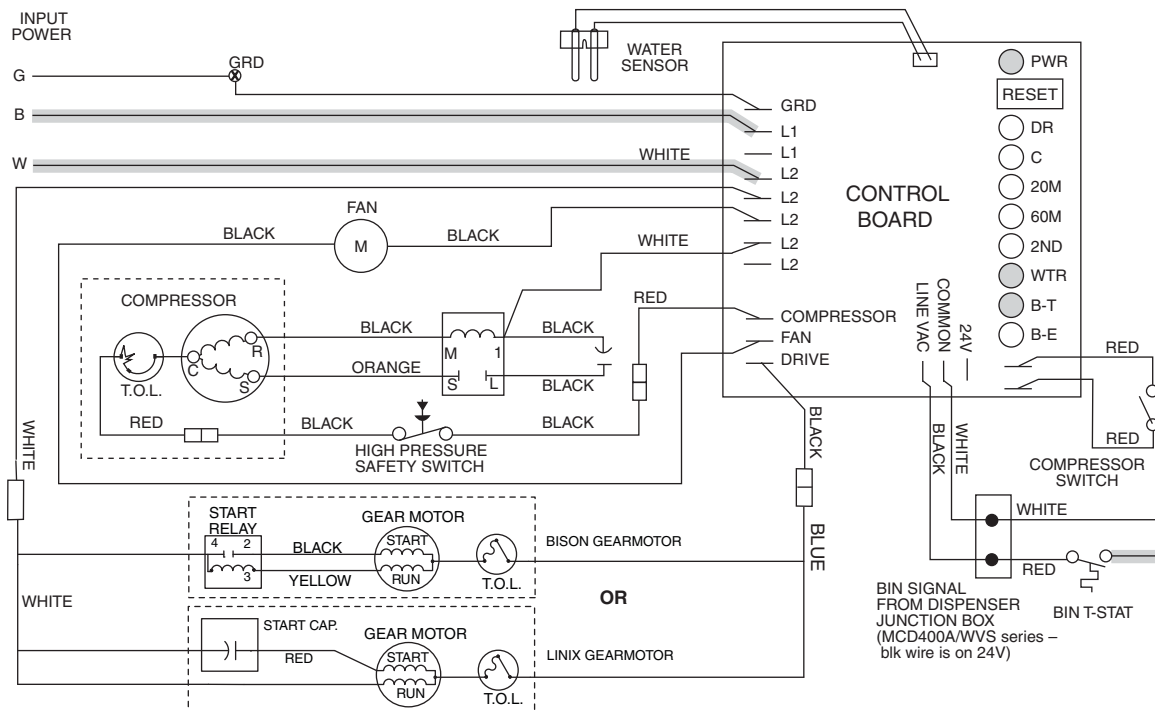 INPUT
POWER
G
GRD
B
W
WHITE
WATER
SENSOR
GRD
L1
L1
L2
L2
L2
L2
L2
CONTROL
BOARD
PWR
RESET
DR
C
20M
60M
2ND
WTR
B-T
B-E
FAN
M
BLACK
BLACK
WHITE
RED
COMPRESSOR
FAN
DRIVE
LINE VAC
COMMON
24V
RED
RED
COMPRESSOR
SWITCH
COMPRESSOR
T.O.L.
C
R
S
BLACK
ORANGE
M
1
S
L
BLACK
BLACK
RED
BLACK
BLACK
HIGH PRESSURE
SAFETY SWITCH
WHITE
BLACK
BLUE
BLACK
WHITE
WHITE
RED
BIN T-STAT
BIN SIGNAL
FROM DISPENSER
JUNCTION BOX
(MCD400A/WVS series –
blk wire is on 24V)
START
RELAY
4
2
3
BLACK
YELLOW
GEAR MOTOR
START
RUN
T.O.L.
BISON GEARMOTOR
OR
WHITE
START CAP.
RED
GEAR MOTOR
START
RUN
T.O.L.
LINIX GEARMOTOR